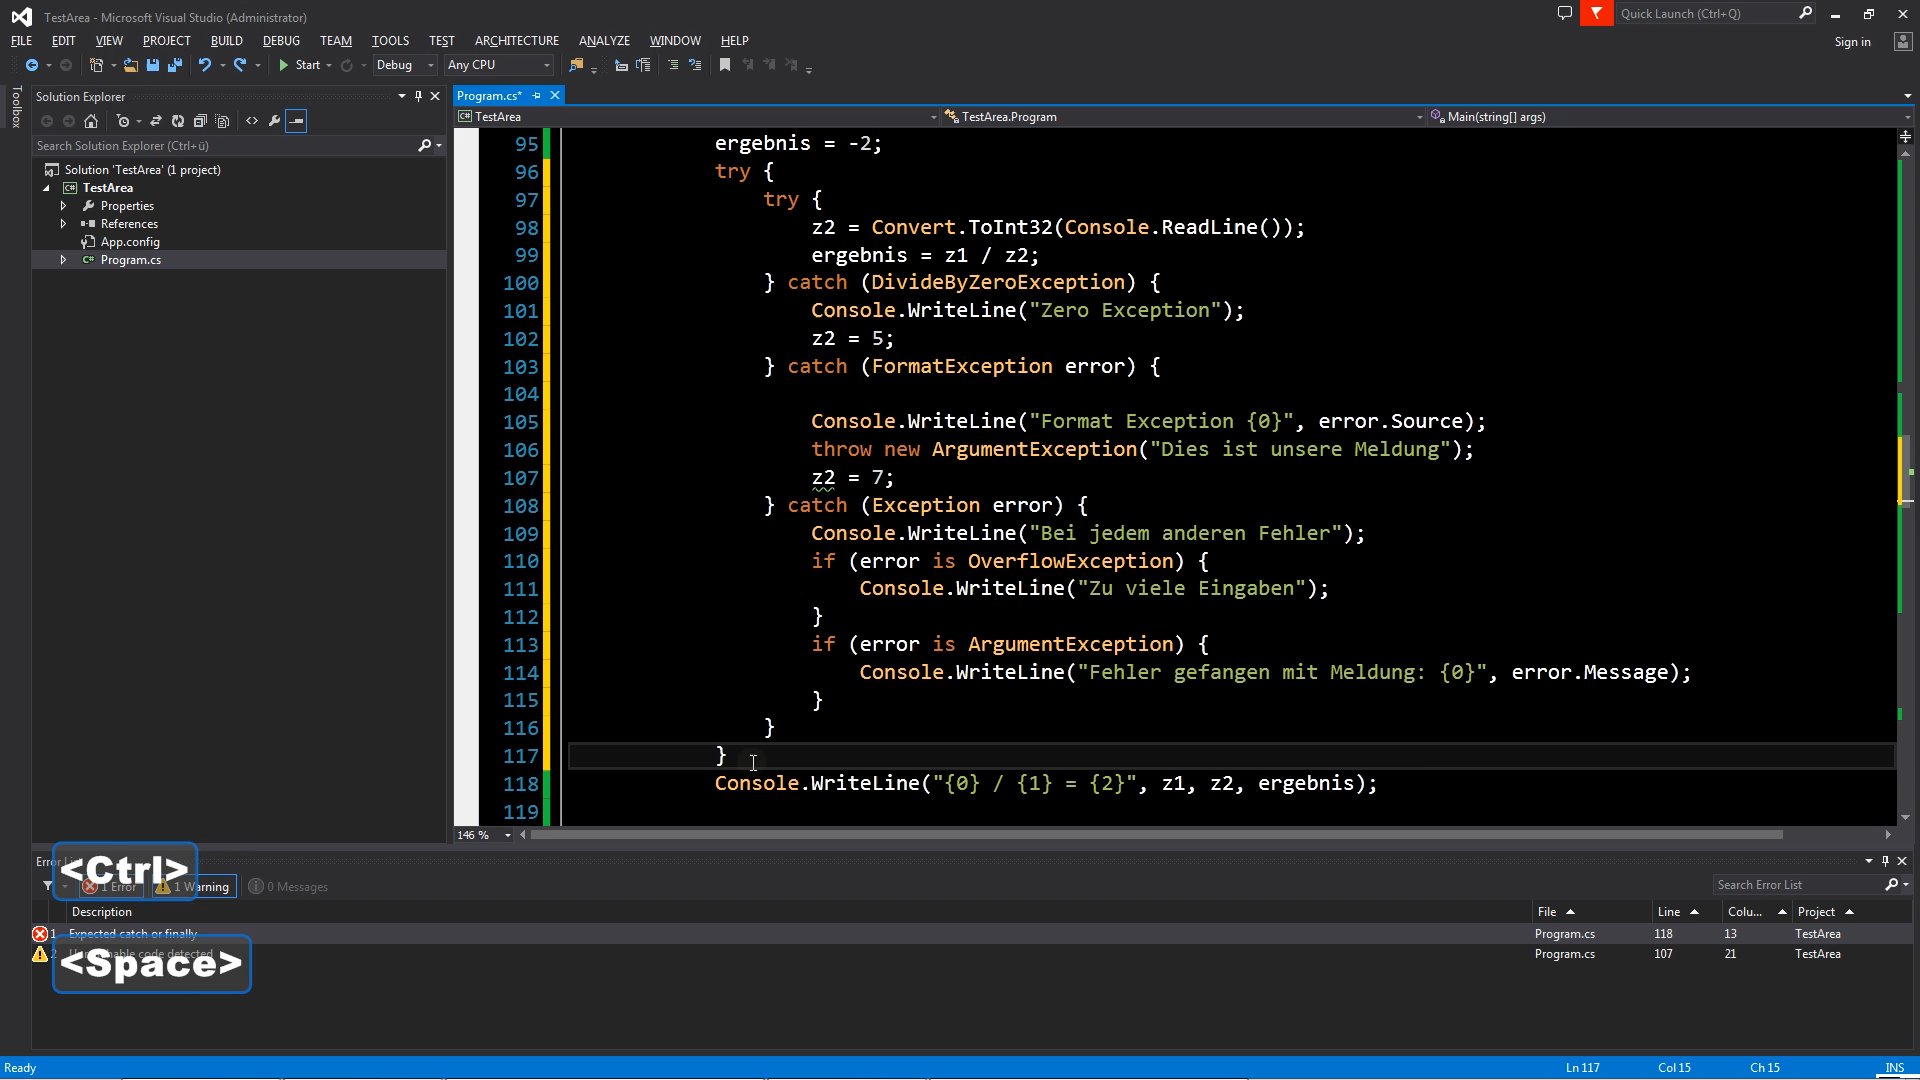 TestArea - Microsoft Visual Studio (Administrator)
Quick Launch (Ctrl+Q)
FILE EDIT VIEW PROJECT BUILD DEBUG TEAM TOOLS TEST ARCHITECTURE ANALYZE WINDOW HELP
Sign in
Start Debug Any CPU
Toolbox
Solution Explorer
Search Solution Explorer (Ctrl+ü)
Solution 'TestArea' (1 project)
TestArea
Properties
References
App.config
Program.cs
Program.cs*
TestArea
TestArea.Program
Main(string[] args)
95 ergebnis = -2;
96 try {
97 try {
98 z2 = Convert.ToInt32(Console.ReadLine());
99 ergebnis = z1 / z2;
100 } catch (DivideByZeroException) {
101 Console.WriteLine("Zero Exception");
102 z2 = 5;
103 } catch (FormatException error) {
104
105 Console.WriteLine("Format Exception {0}", error.Source);
106 throw new ArgumentException("Dies ist unsere Meldung");
107 z2 = 7;
108 } catch (Exception error) {
109 Console.WriteLine("Bei jedem anderen Fehler");
110 if (error is OverflowException) {
111 Console.WriteLine("Zu viele Eingaben");
112 }
113 if (error is ArgumentException) {
114 Console.WriteLine("Fehler gefangen mit Meldung: {0}", error.Message);
115 }
116 }
117 }
118 Console.WriteLine("{0} / {1} = {2}", z1, z2, ergebnis);
119
146 %
<Ctrl>
1 Error 1 Warning 0 Messages
Search Error List
Description File Line Colu... Project
1 Expected catch or finally Program.cs 118 13 TestArea
2 code detected Program.cs 107 21 TestArea
<Space>
Ready Ln 117 Col 15 Ch 15 INS